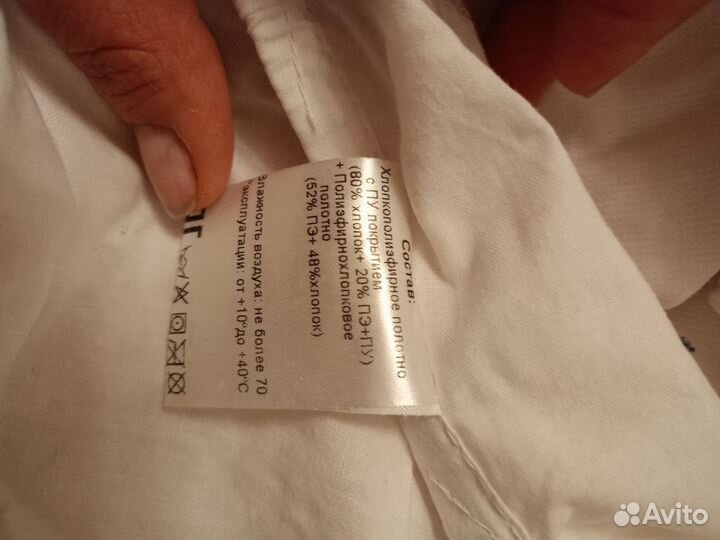 Состав:
Хлопкополиэфирное полотно
с ПУ покрытием
(80% хлопок+ 20% ПЭ+ПУ)
+ Полиэфирнохлопковое
полотно
(52% ПЭ+ 48%хлопок)
Влажность воздуха: не более 70
эксплуатации: от +10°до +40°С
Avito